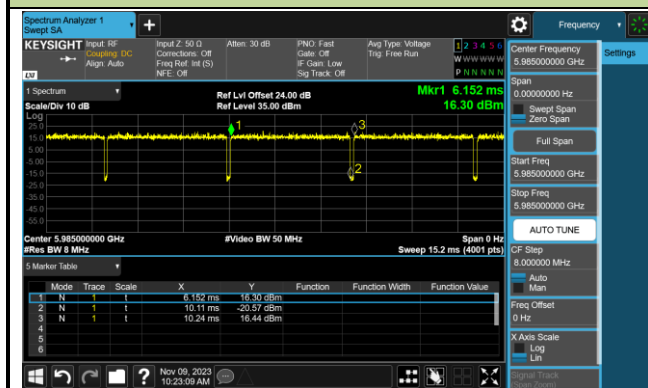 Spectrum Analyzer 1
Swept SA
+
Frequency
KEYSIGHT
Input: RF
Coupling: DC
Align: Auto
Input Z: 50 Ω
Corrections: Off
Freq Ref: Int (S)
NFE: Off
Atten: 30 dB
PNO: Fast
Gate: Off
IF Gain: Low
Sig Track: Off
Avg Type: Voltage
Trig: Free Run
1 2 3 4 5 6
W W W W W W
P N N N N N
LXI
1 Spectrum
Scale/Div 10 dB
Ref Lvl Offset 24.00 dB
Ref Level 35.00 dBm
Mkr1 6.152 ms
16.30 dBm
Log
25.0
15.0
5.00
-5.00
-15.0
-25.0
-35.0
-45.0
-55.0
1
3
2
Center 5.985000000 GHz
#Res BW 8 MHz
#Video BW 50 MHz
Span 0 Hz
Sweep 15.2 ms (4001 pts)
5 Marker Table
Mode Trace Scale X Y Function Function Width Function Value
1 N 1 t 6.152 ms 16.30 dBm
2 N 1 t 10.11 ms -20.57 dBm
3 N 1 t 10.24 ms 16.44 dBm
4
5
6
Nov 09, 2023
10:23:09 AM
?
Center Frequency
5.985000000 GHz
Settings
Span
0.00000000 Hz
Swept Span
Zero Span
Full Span
Start Freq
5.985000000 GHz
Stop Freq
5.985000000 GHz
AUTO TUNE
CF Step
8.000000 MHz
Auto
Man
Freq Offset
0 Hz
X Axis Scale
Log
Lin
Signal Track
(Span Zoom)